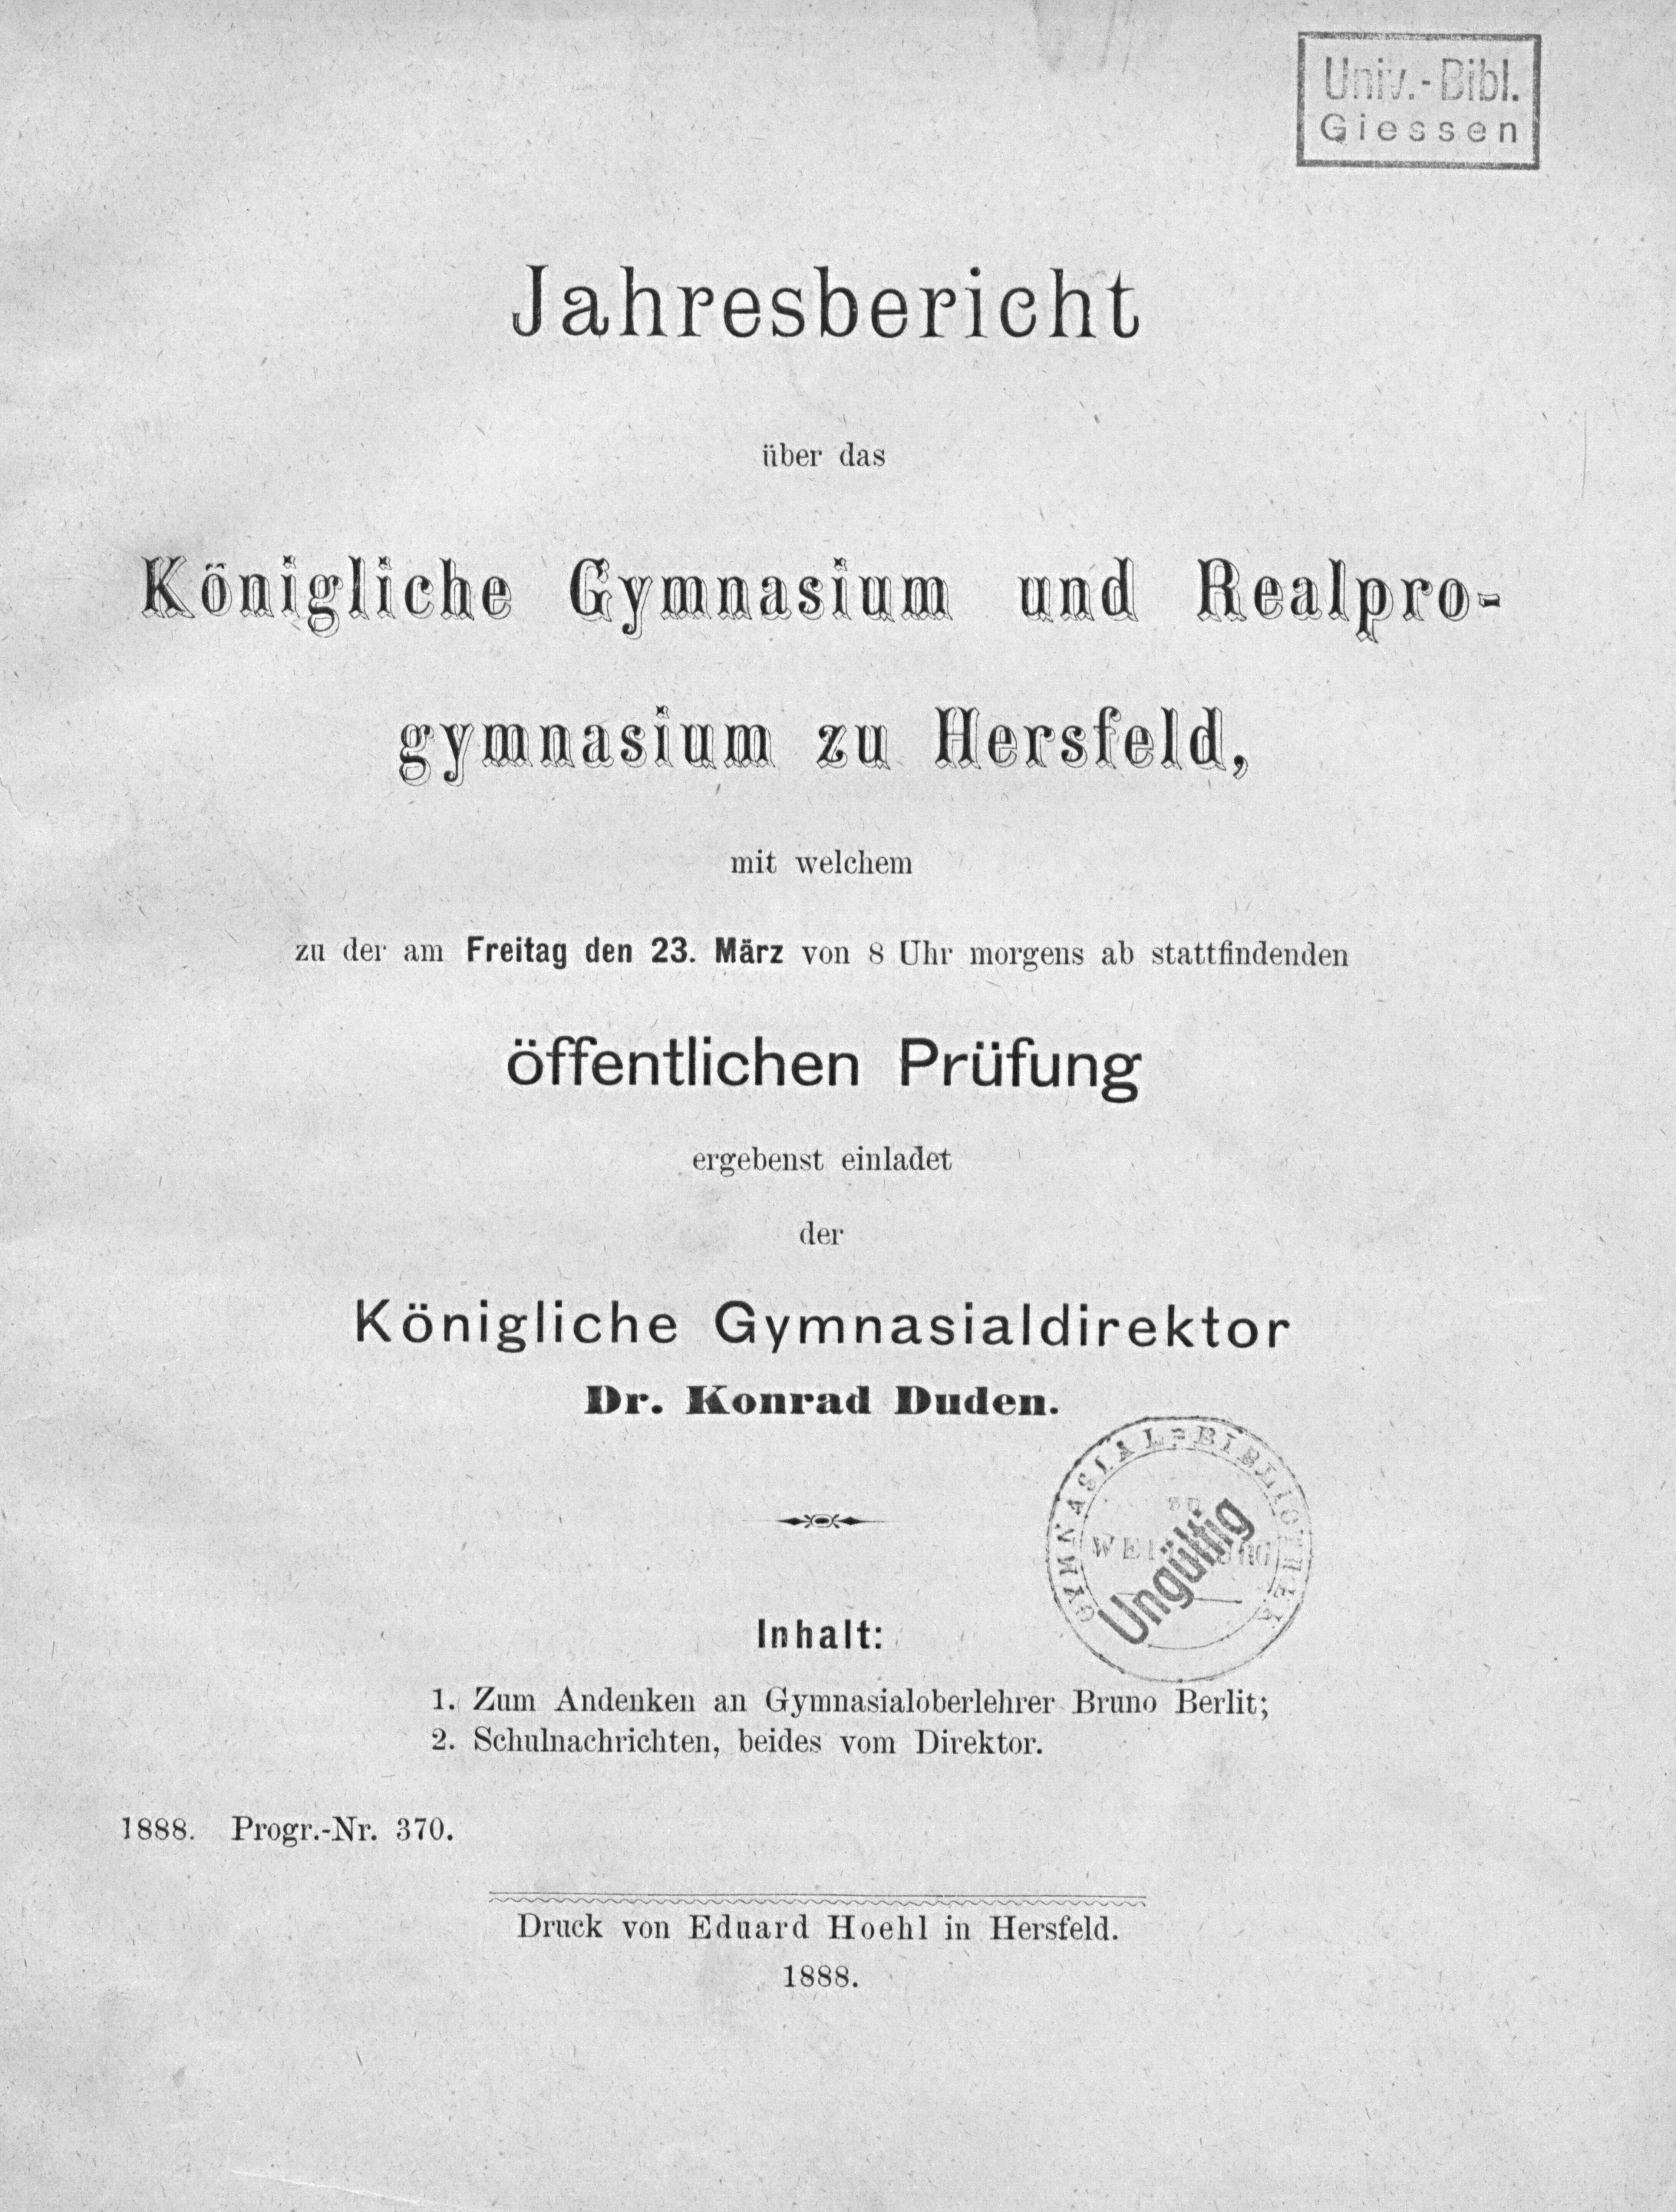 Univ.-Bibl.
Giessen
Jahresbericht
über das
Königliche Gymnasium und Realpro-
gymnasium zu Hersfeld,
mit welchem
zu der am Freitag den 23. März von 8 Uhr morgens ab stattfindenden
öffentlichen Prüfung
ergebenst einladet
der
Königliche Gymnasialdirektor
Dr. Konrad Duden.
GYMNASIAL=BIBLIOTHEK
ZU
Ungültig
Inhalt:
1. Zum Andenken an Gymnasialoberlehrer Bruno Berlit;
2. Schulnachrichten, beides vom Direktor.
1888. Progr.-Nr. 370.
Druck von Eduard Hoehl in Hersfeld.
1888.